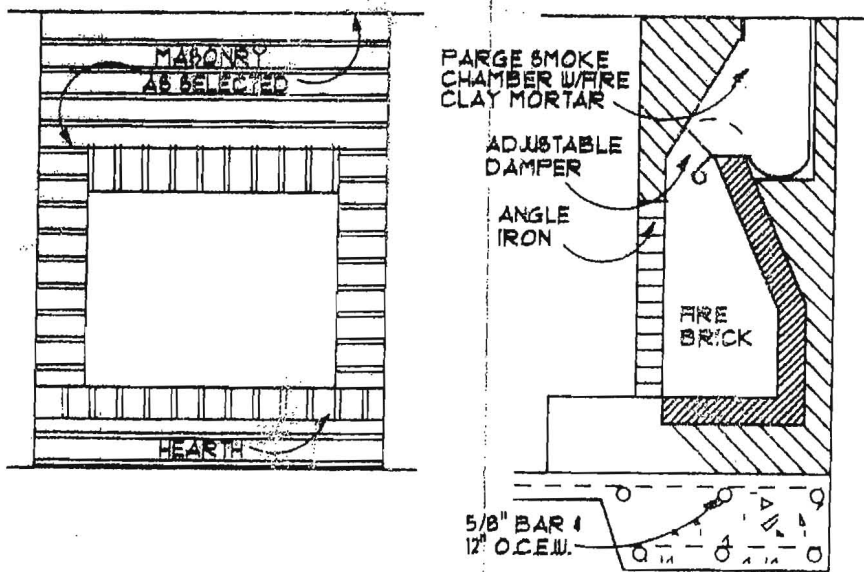 MASONRY
AS SELECTED
HEARTH
PARGE SMOKE
CHAMBER W/FIRE
CLAY MORTAR
ADJUSTABLE
DAMPER
ANGLE
IRON
FIRE
BRICK
5/8" BAR
12" O.C.E.W.